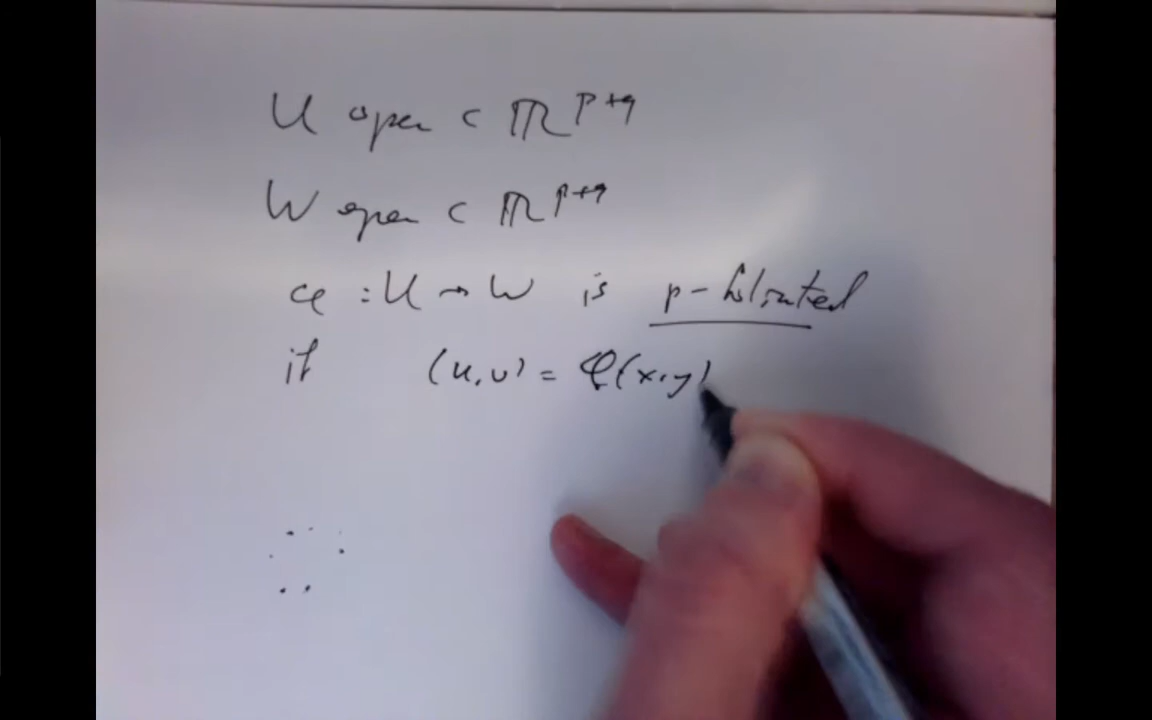 U open ⊂ ℝ^{p+q}
W open ⊂ ℝ^{p+q}
φ : U → W is p-foliated
if (u,v) = φ(x,y)